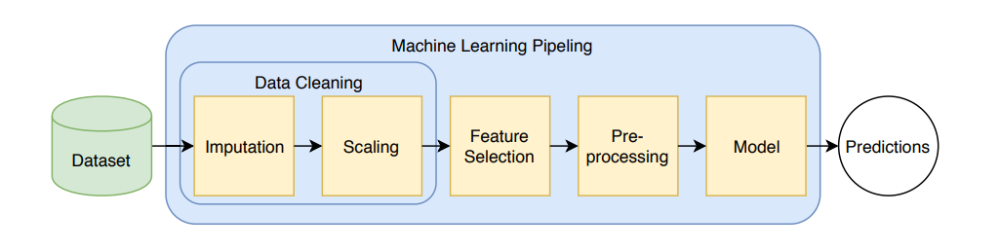 Machine Learning Pipeling
Data Cleaning
Dataset
Imputation
Scaling
Feature
Selection
Pre-
processing
Model
Predictions